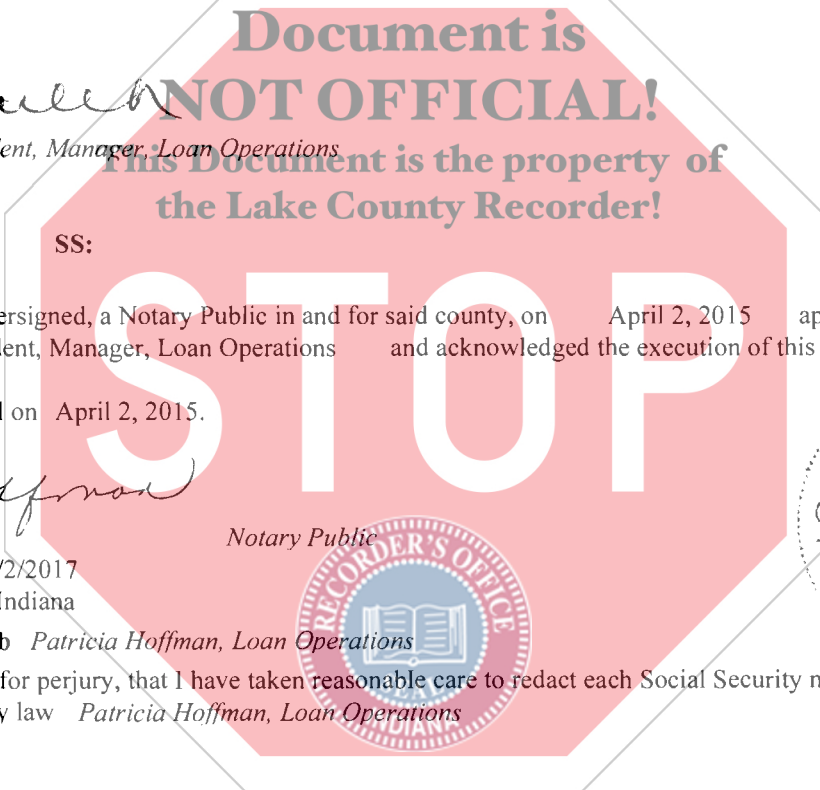 Document is
NOT OFFICIAL!
ent, Manager, Loan Operations
This Document is the property of
the Lake County Recorder!
SS:
STOP
ersigned, a Notary Public in and for said county, on April 2, 2015 ap
ent, Manager, Loan Operations and acknowledged the execution of this
on April 2, 2015.
Notary Public
/2/2017
Indiana
RECORDER'S OFFICE
SEAL
INDIANA
Patricia Hoffman, Loan Operations
for perjury, that I have taken reasonable care to redact each Social Security n
y law Patricia Hoffman, Loan Operations